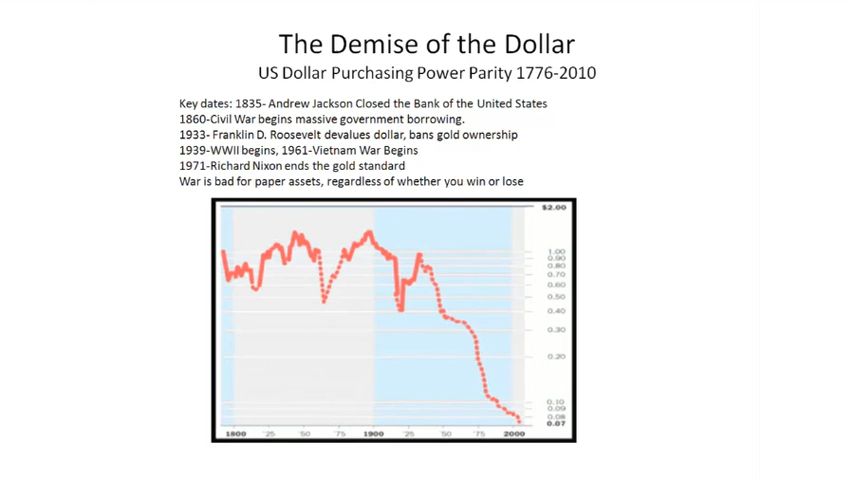 The Demise of the Dollar
US Dollar Purchasing Power Parity 1776-2010
Key dates: 1835- Andrew Jackson Closed the Bank of the United States
1860-Civil War begins massive government borrowing.
1933- Franklin D. Roosevelt devalues dollar, bans gold ownership
1939-WWII begins, 1961-Vietnam War Begins
1971-Richard Nixon ends the gold standard
War is bad for paper assets, regardless of whether you win or lose
$2.00
1.00
0.90
0.80
0.70
0.60
0.50
0.40
0.30
0.20
0.10
0.09
0.08
0.07
1800 '25 '50 '75 1900 '25 '50 '75 2000